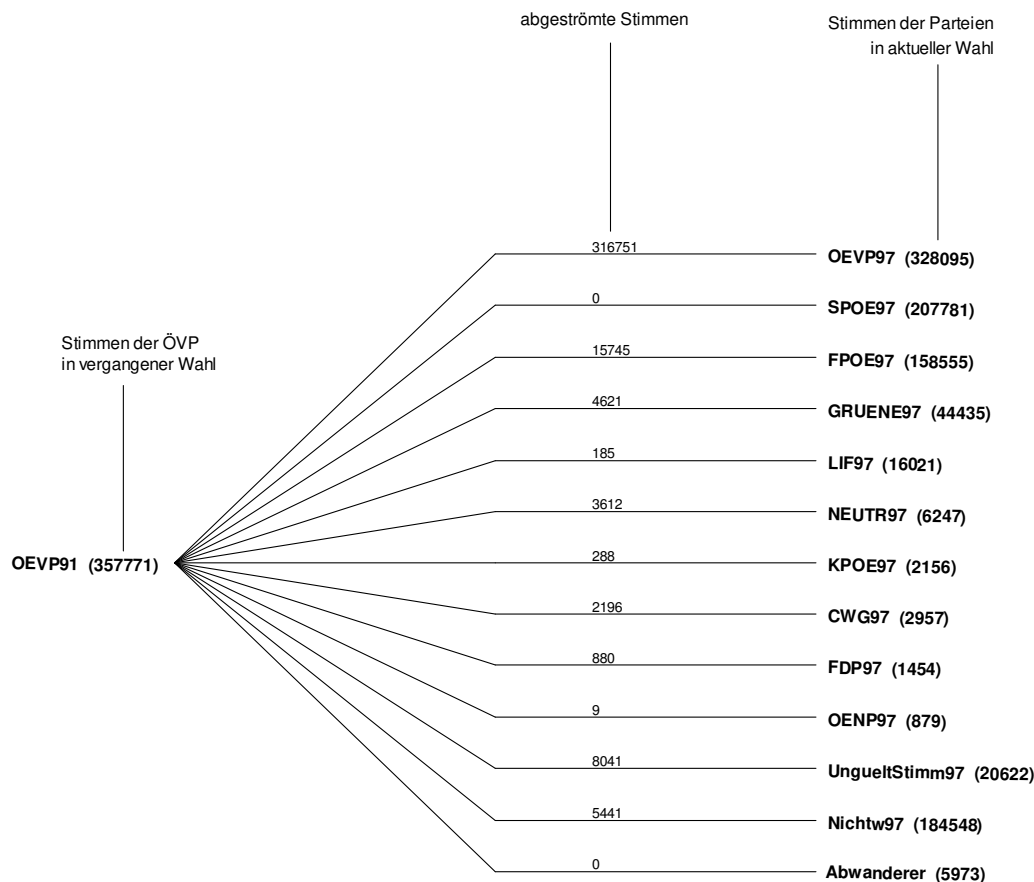 abgeströmte Stimmen
Stimmen der Parteien
in aktueller Wahl
Stimmen der ÖVP
in vergangener Wahl
OEVP91 (357771)
316751 OEVP97 (328095)
0 SPOE97 (207781)
15745 FPOE97 (158555)
4621 GRUENE97 (44435)
185 LIF97 (16021)
3612 NEUTR97 (6247)
288 KPOE97 (2156)
2196 CWG97 (2957)
880 FDP97 (1454)
9 OENP97 (879)
8041 UngueltStimm97 (20622)
5441 Nichtw97 (184548)
0 Abwanderer (5973)